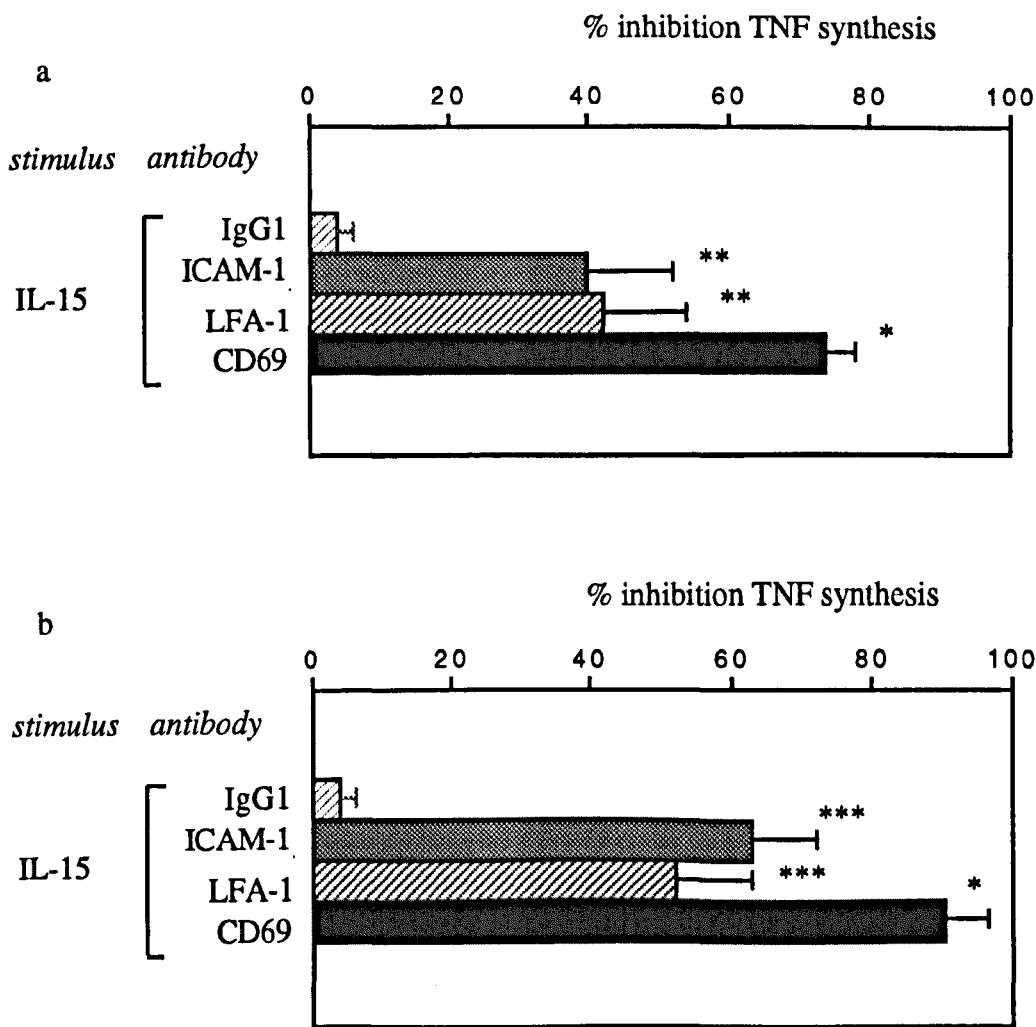 % inhibition TNF synthesis
a
0 20 40 60 80 100
stimulus antibody
IgG1
ICAM-1 **
IL-15
LFA-1 **
CD69 *
% inhibition TNF synthesis
b
0 20 40 60 80 100
stimulus antibody
IgG1
ICAM-1 ***
IL-15
LFA-1 ***
CD69 *